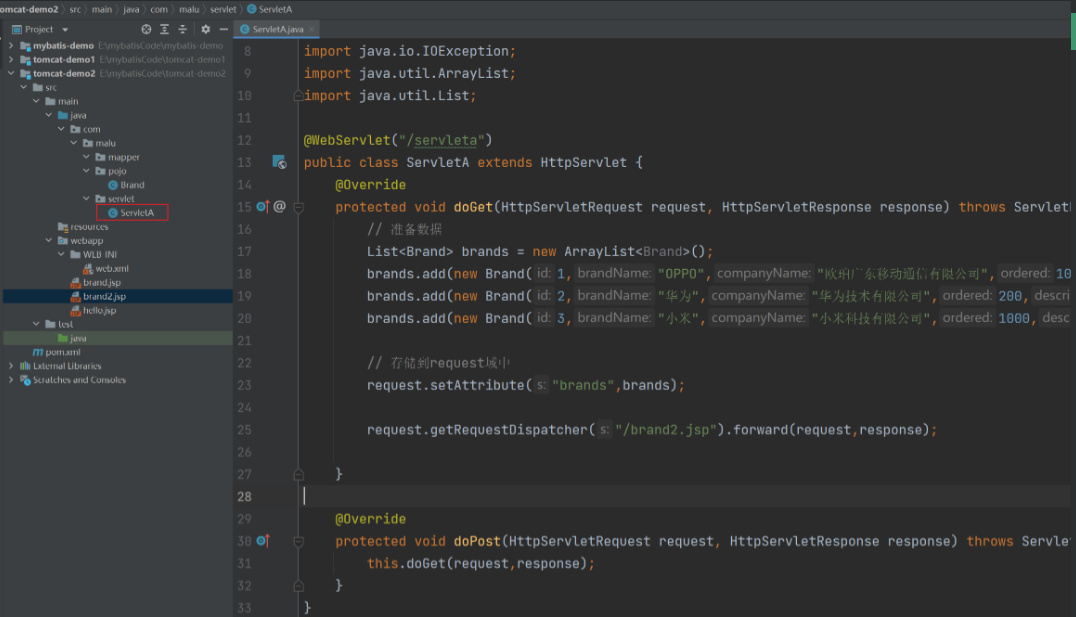 omcat-demo2 › src › main › java › com › malu › servlet › ServletA
Project
mybatis-demo E:\mybatisCode\mybatis-demo
tomcat-demo1 E:\mybatisCode\tomcat-demo1
tomcat-demo2 E:\mybatisCode\tomcat-demo2
src
main
java
com
malu
mapper
pojo
Brand
servlet
ServletA
resources
webapp
WEB-INF
web.xml
brand.jsp
brand2.jsp
hello.jsp
test
java
pom.xml
External Libraries
Scratches and Consoles
ServletA.java
8 import java.io.IOException;
9 import java.util.ArrayList;
10 import java.util.List;
11
12 @WebServlet("/servleta")
13 public class ServletA extends HttpServlet {
14 @Override
15 @ protected void doGet(HttpServletRequest request, HttpServletResponse response) throws Servlet
16 // 准备数据
17 List<Brand> brands = new ArrayList<Brand>();
18 brands.add(new Brand( id: 1, brandName: "OPPO", companyName: "欧珀广东移动通信有限公司", ordered: 10
19 brands.add(new Brand( id: 2, brandName: "华为", companyName: "华为技术有限公司", ordered: 200, descri
20 brands.add(new Brand( id: 3, brandName: "小米", companyName: "小米科技有限公司", ordered: 1000, desc
21
22 // 存储到request域中
23 request.setAttribute( s: "brands",brands);
24
25 request.getRequestDispatcher( s: "/brand2.jsp").forward(request,response);
26
27 }
28
29 @Override
30 protected void doPost(HttpServletRequest request, HttpServletResponse response) throws Servle
31 this.doGet(request,response);
32 }
33 }